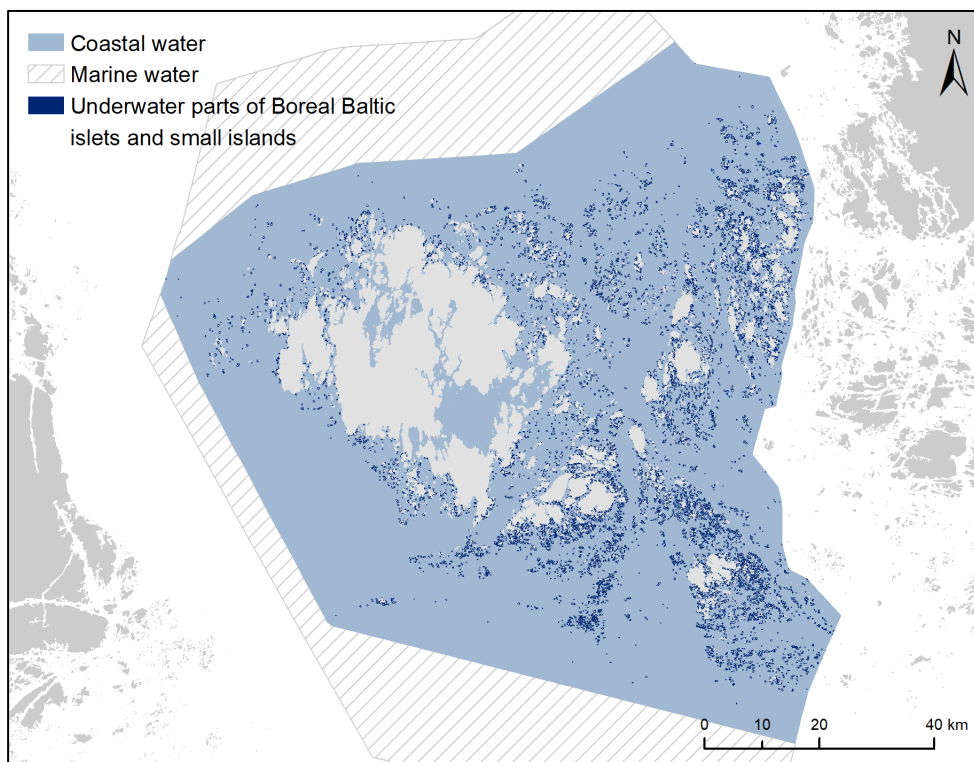 Coastal water
Marine water
Underwater parts of Boreal Baltic
islets and small islands
N
0 10 20 40 km